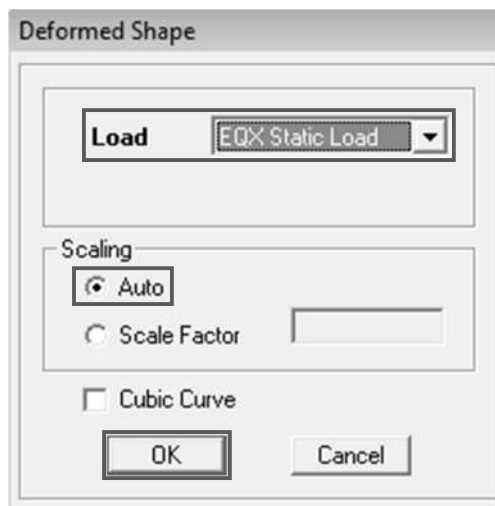 Deformed Shape
Load EQX Static Load
Scaling
Auto
Scale Factor
Cubic Curve
OK Cancel